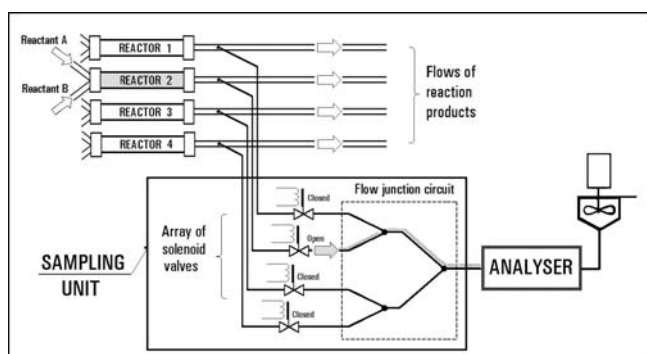 Reactant A
Reactant B
REACTOR 1
REACTOR 2
REACTOR 3
REACTOR 4
Flows of
reaction
products
Flow junction circuit
Closed
Open
Closed
Closed
Array of
solenoid
valves
SAMPLING
UNIT
ANALYSER